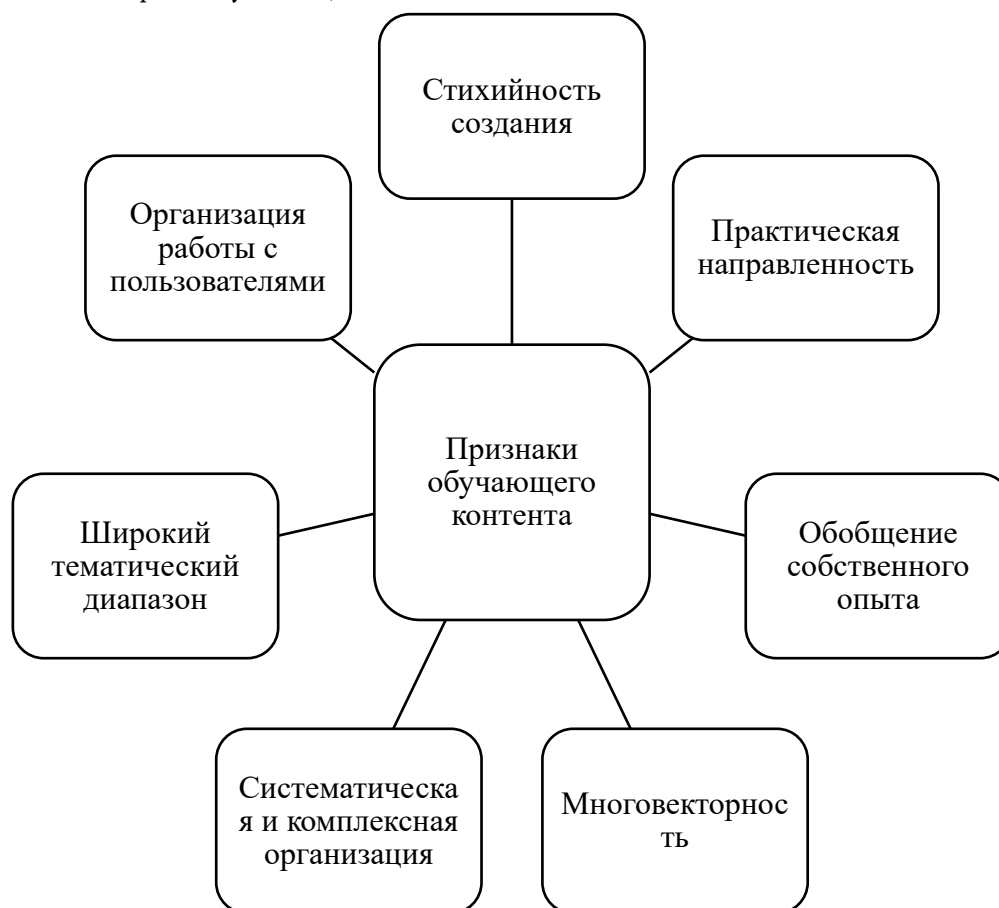 Стихийность
создания
Организация
работы с
пользователями
Практическая
направленность
Признаки
обучающего
контента
Широкий
тематический
диапазон
Обобщение
собственного
опыта
Систематическа
я и комплексная
организация
Многовекторнос
ть